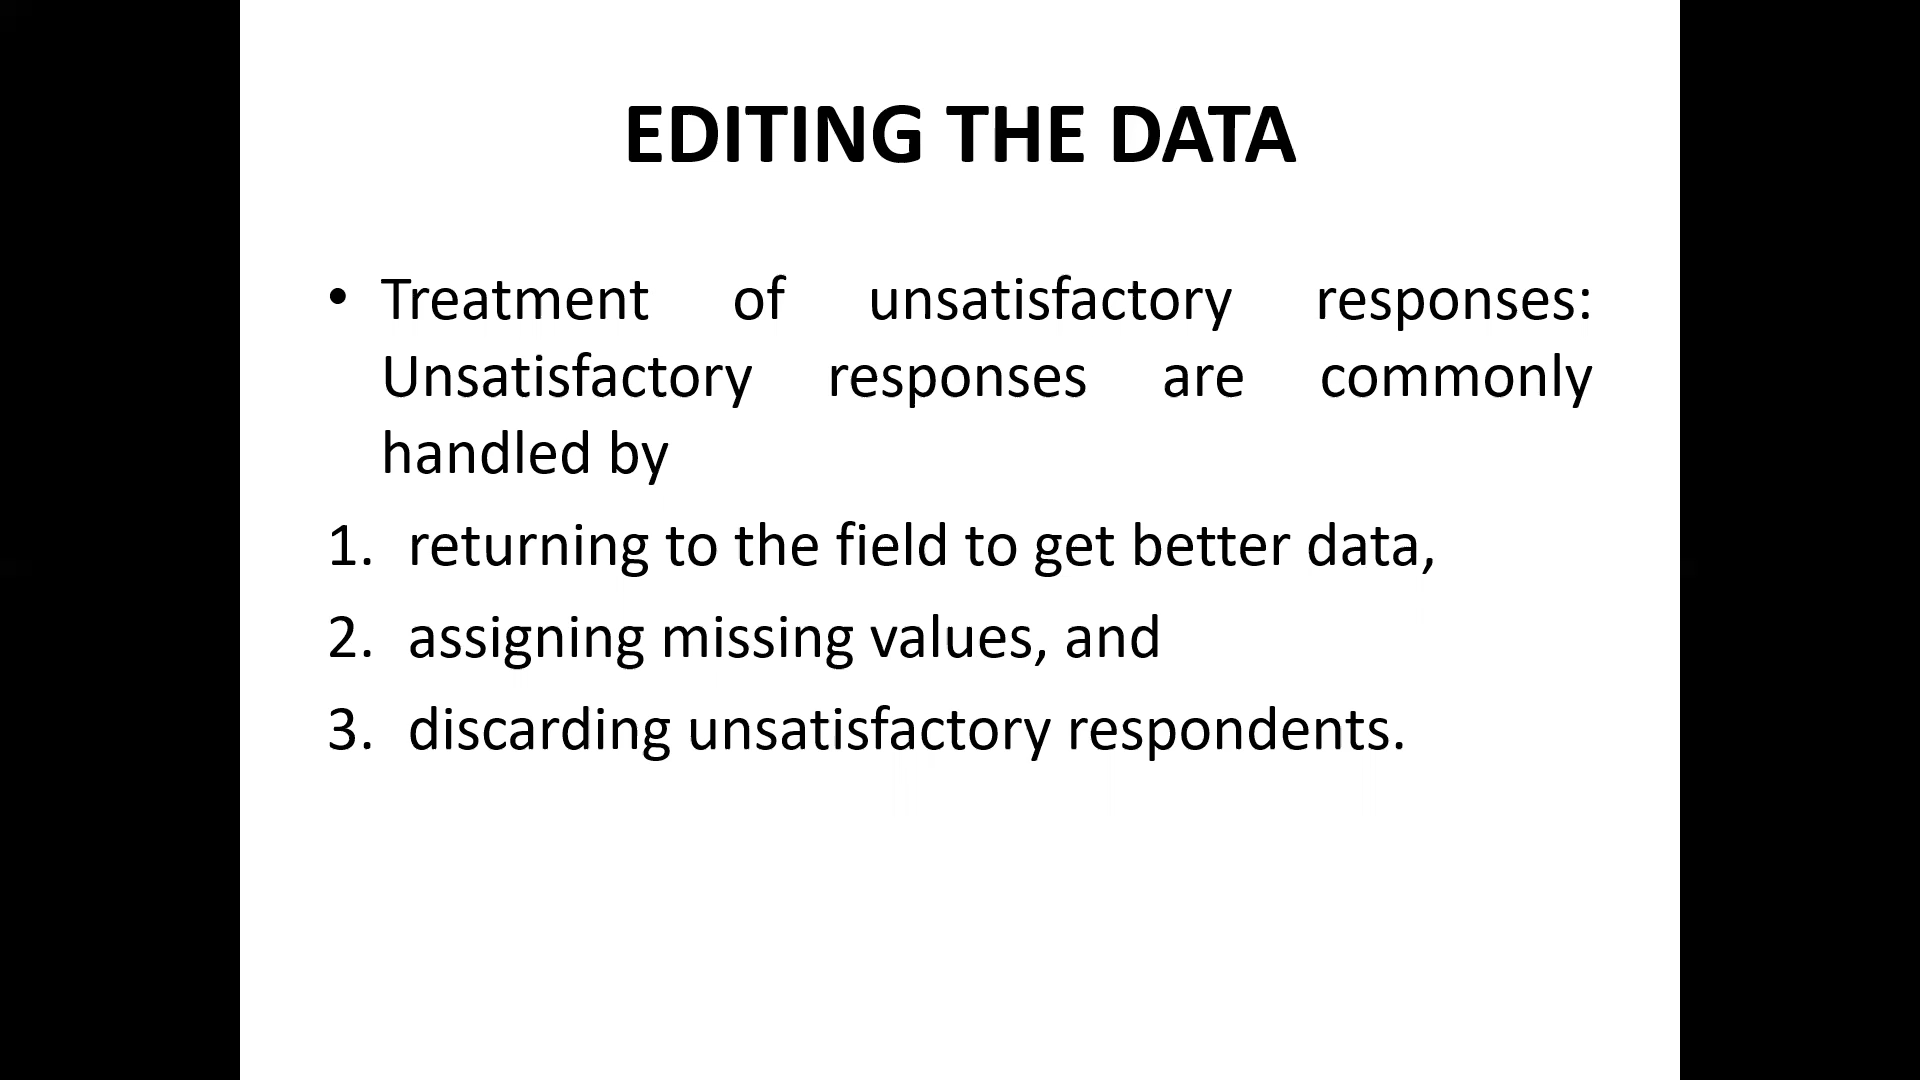 EDITING THE DATA
• Treatment of unsatisfactory responses:
Unsatisfactory responses are commonly
handled by
1. returning to the field to get better data,
2. assigning missing values, and
3. discarding unsatisfactory respondents.